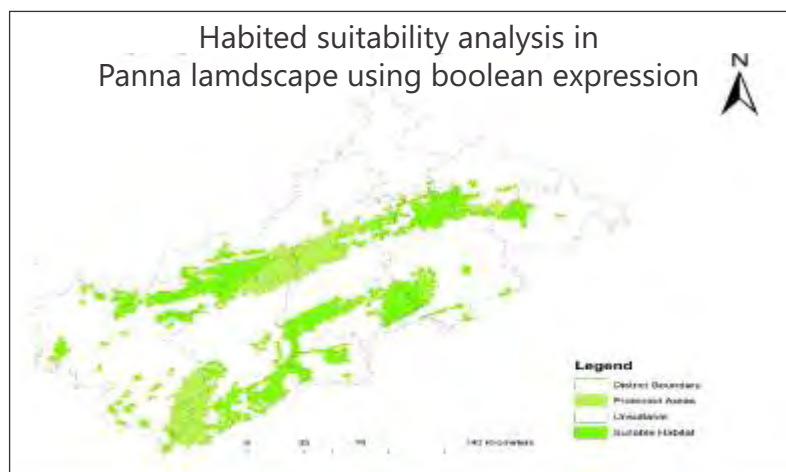 Habited suitability analysis in
Panna lamdscape using boolean expression
N
Legend
District Boundary
Protected Areas
Unsuitable
Suitable Habitat
0 35 70 140 Kilometers